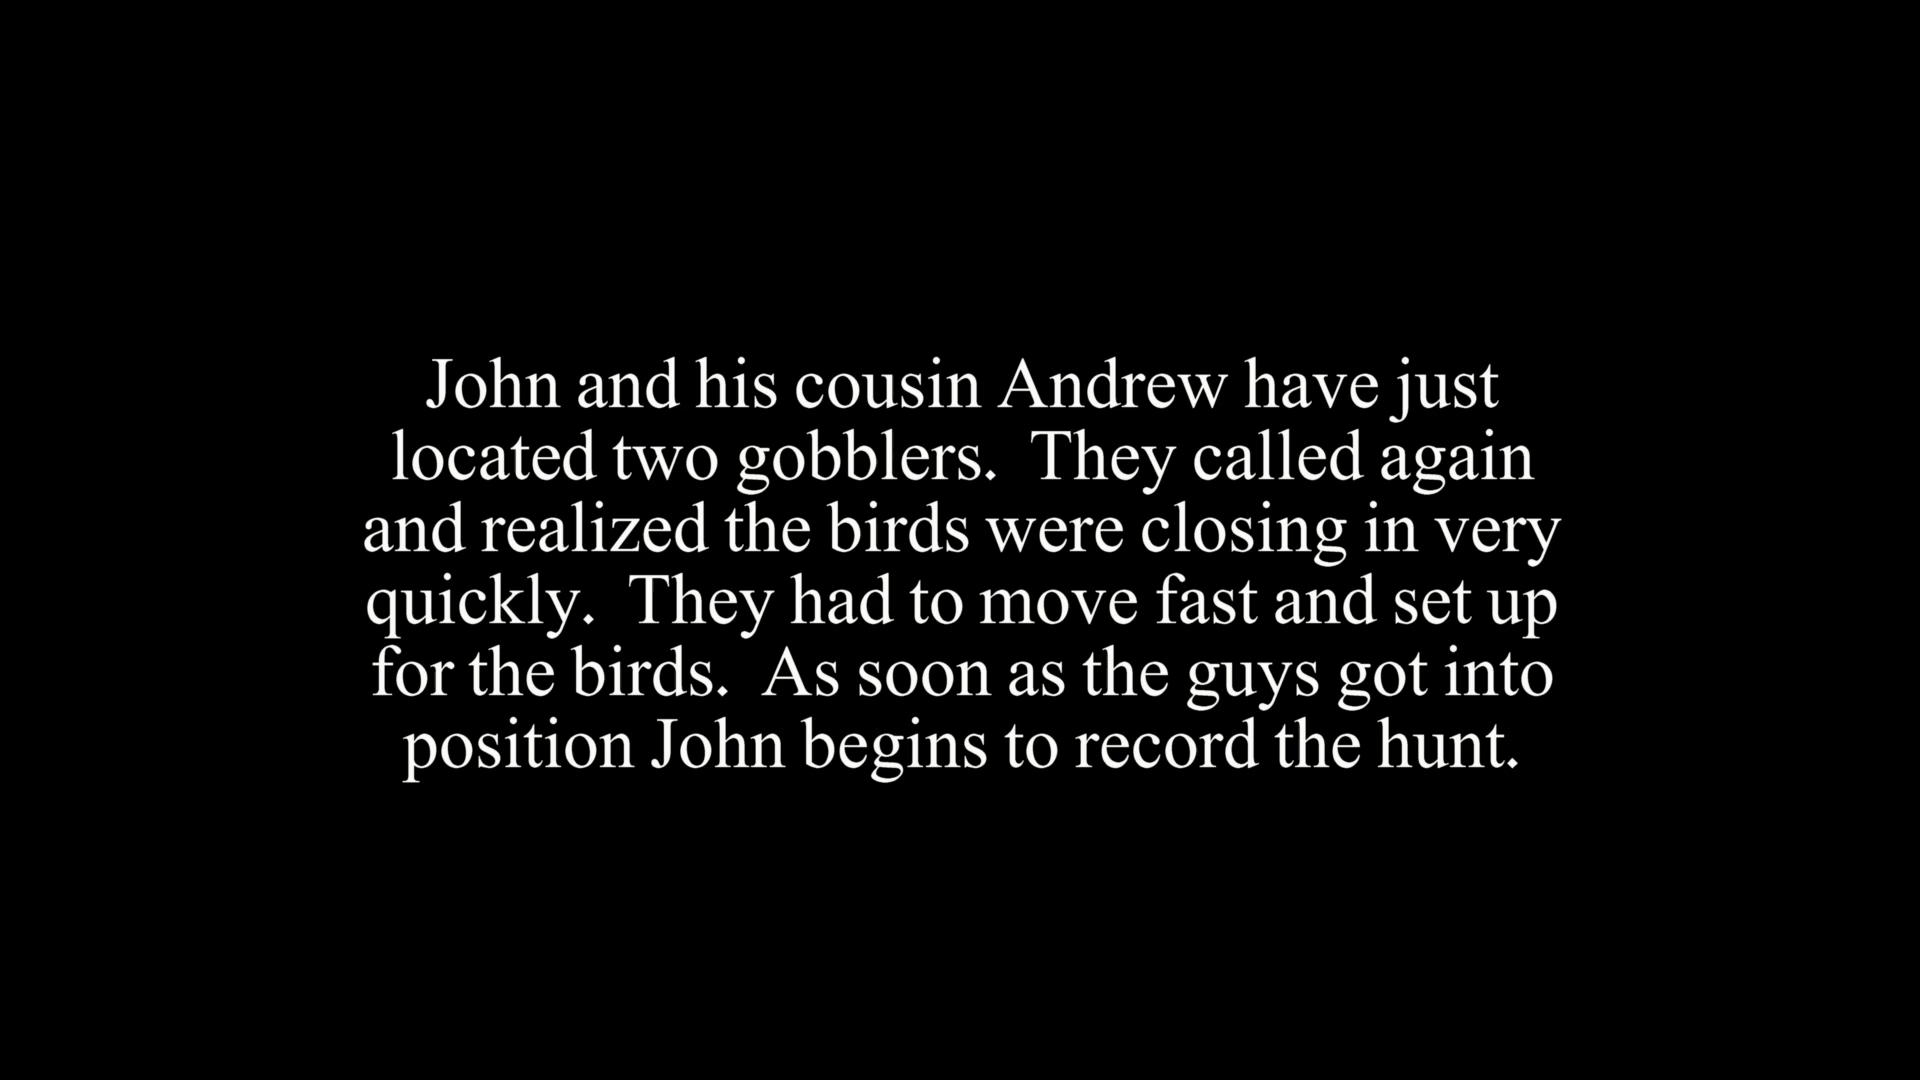 John and his cousin Andrew have just
located two gobblers.  They called again
and realized the birds were closing in very
quickly.  They had to move fast and set up
for the birds.  As soon as the guys got into
position John begins to record the hunt.